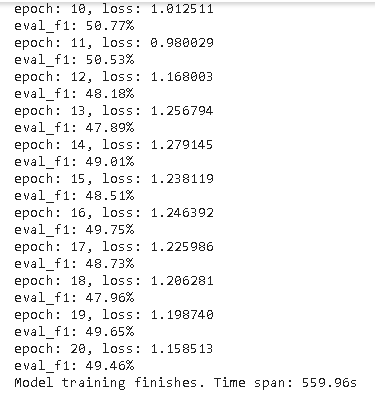 epoch: 10, loss: 1.012511
eval_f1: 50.77%
epoch: 11, loss: 0.980029
eval_f1: 50.53%
epoch: 12, loss: 1.168003
eval_f1: 48.18%
epoch: 13, loss: 1.256794
eval_f1: 47.89%
epoch: 14, loss: 1.279145
eval_f1: 49.01%
epoch: 15, loss: 1.238119
eval_f1: 48.51%
epoch: 16, loss: 1.246392
eval_f1: 49.75%
epoch: 17, loss: 1.225986
eval_f1: 48.73%
epoch: 18, loss: 1.206281
eval_f1: 47.96%
epoch: 19, loss: 1.198740
eval_f1: 49.65%
epoch: 20, loss: 1.158513
eval_f1: 49.46%
Model training finishes. Time span: 559.96s